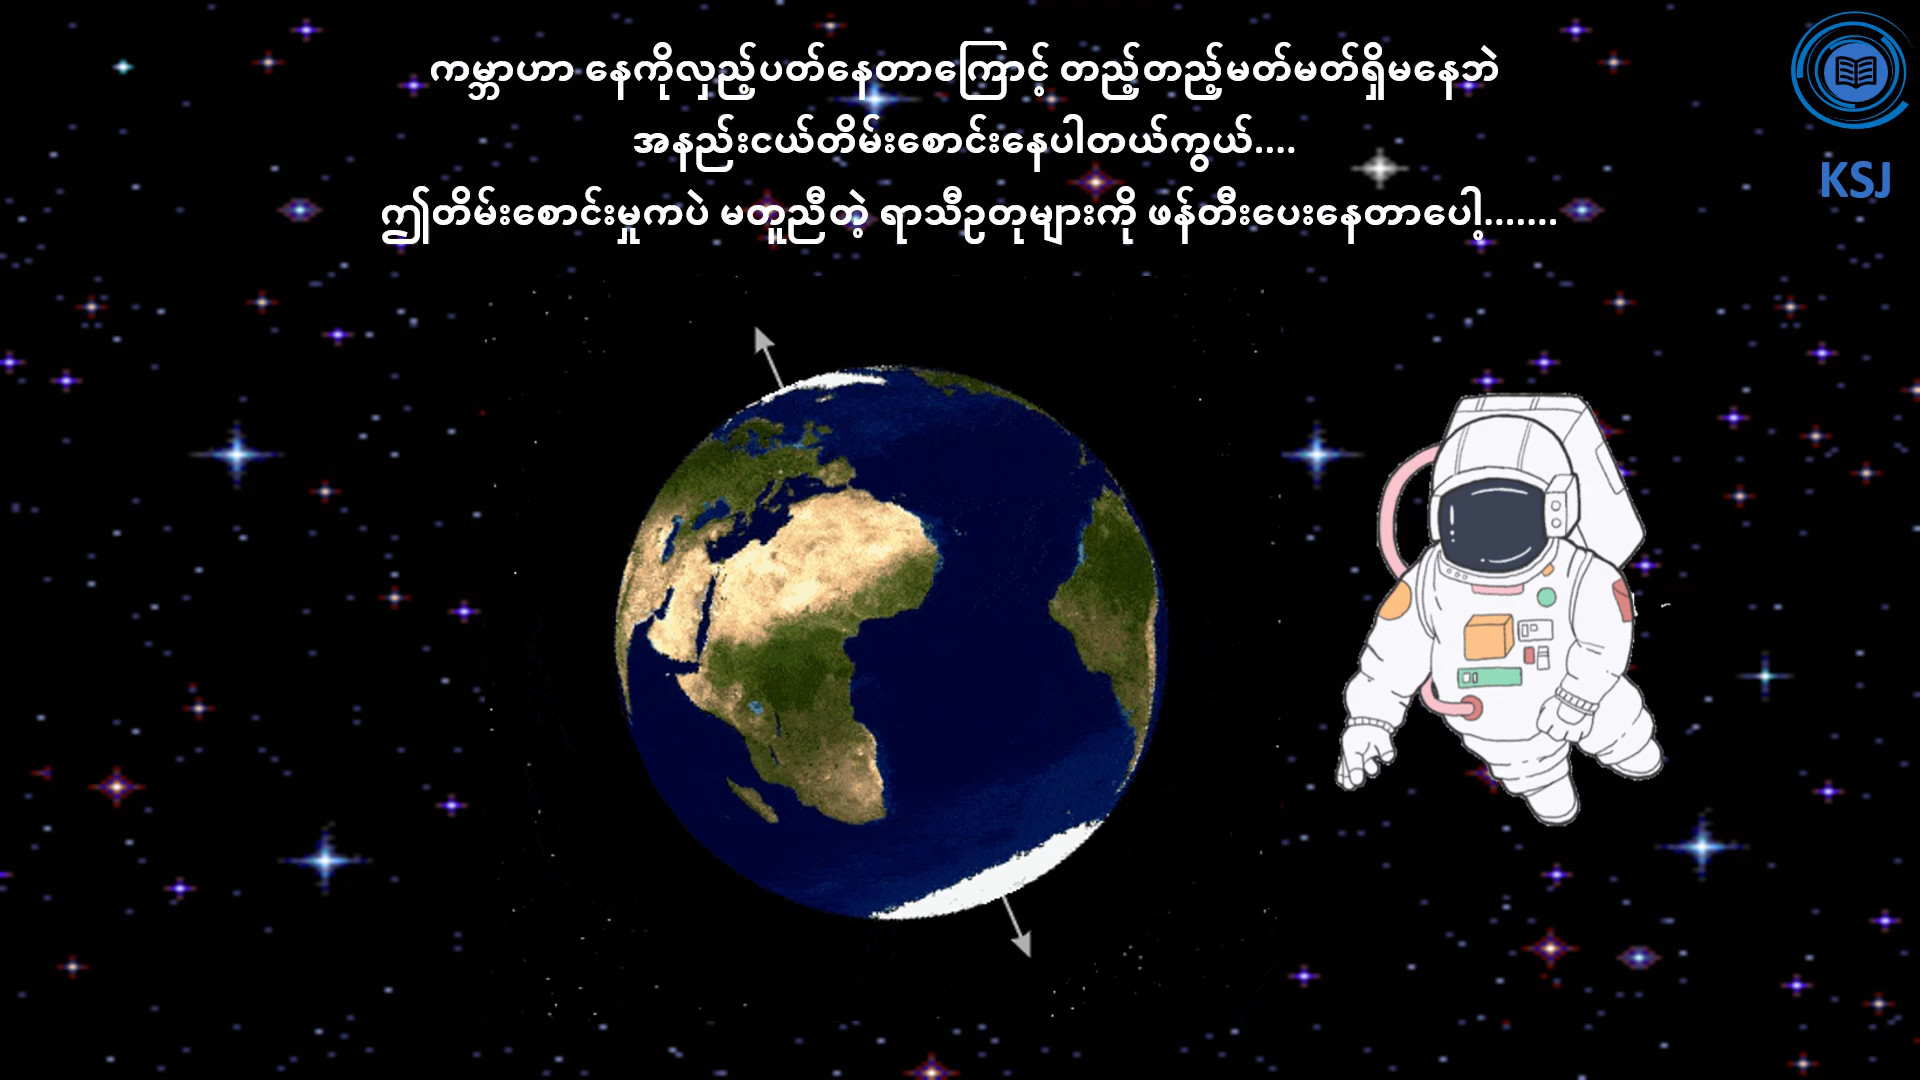 ကမ္ဘာဟာ နေကိုလှည့်ပတ်နေတာကြောင့် တည့်တည့်မတ်မတ်ရှိမနေဘဲ
အနည်းငယ်တိမ်းစောင်းနေပါတယ်ကွယ်....
ဤတိမ်းစောင်းမှုကပဲ မတူညီတဲ့ ရာသီဥတုများကို ဖန်တီးပေးနေတာပေါ့.......
KSJ